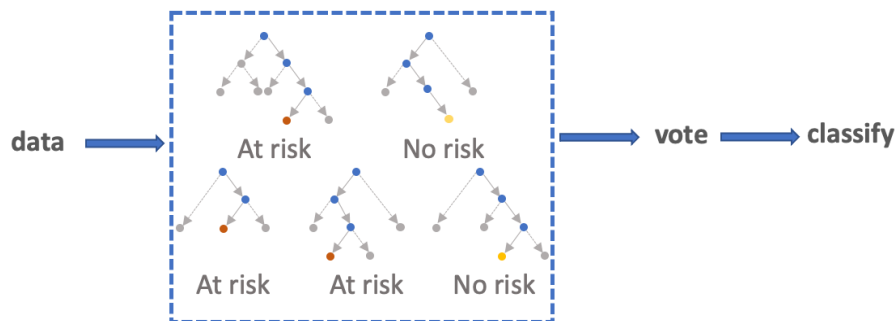 At risk No risk
data vote classify
At risk At risk No risk